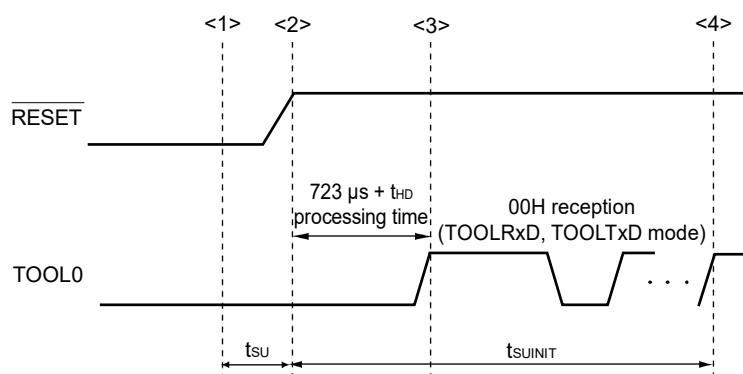 <1> <2> <3> <4>
RESET
723 µs + tHD
processing time
00H reception
(TOOLRxD, TOOLTxD mode)
TOOL0
. . .
tSU
tSUINIT